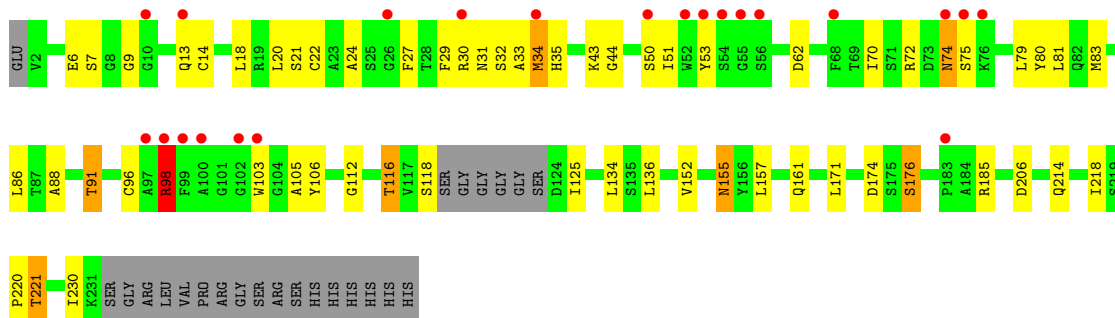 GLU V2 E6 S7 G8 G9 G10 Q13 C14 L18 R19 L20 S21 C22 A23 A24 S25 G26 F27 T28 F29 R30 N31 S32 A33 M34 H35 K43 G44 S50 I51 W52 Y53 S54 G55 S56 D62 F68 T69 I70 S71 R72 D73 N74 S75 K76 L79 Y80 L81 Q82 M83
L86 T87 A88 T91 C96 A97 R98 F99 A100 G101 G102 W103 G104 A105 Y106 G112 T116 V117 S118 SER GLY GLY GLY GLY SER D124 I125 L134 S135 L136 V152 N155 Y156 L157 Q161 L171 D174 S175 S176 P183 A184 R185 D206 Q214 I218 S219
P220 T221 I230 K231 SER GLY ARG LEU VAL PRO ARG GLY SER ARG SER HIS HIS HIS HIS HIS HIS